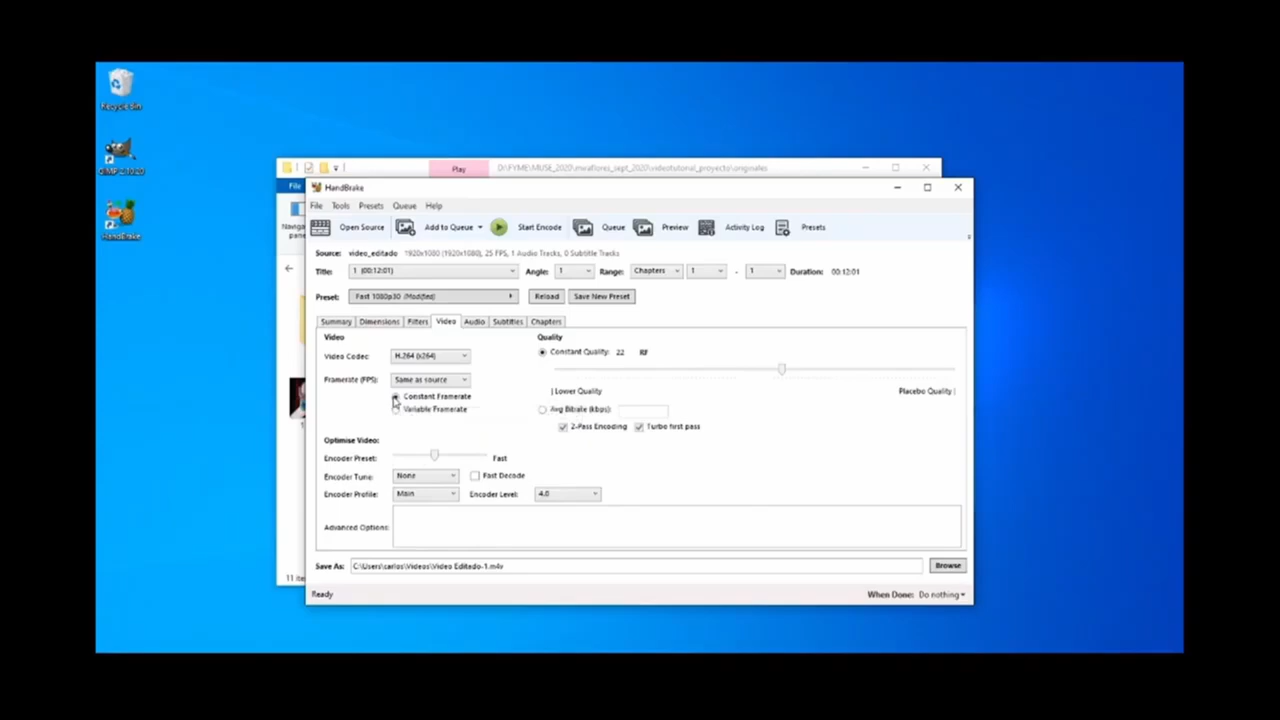 Recycle Bin
GIMP 2.10.20
HandBrake
Play
D:\FYME\MUSE_2020\mwaflores_sept_2020\videotutorial_proyecto\originales
File
HandBrake
File Tools Presets Queue Help
Open Source Add to Queue Start Encode Queue Preview Activity Log Presets
Source: video_editado 1920x1080 (1920x1080), 25 FPS, 1 Audio Tracks, 0 Subtitle Tracks
Title: 1 (00:12:01) Angle: 1 Range: Chapters 1 - 1 Duration: 00:12:01
Preset: Fast 1080p30 (Modified) Reload Save New Preset
Summary Dimensions Filters Video Audio Subtitles Chapters
Video
Quality
Video Codec: H.264 (x264)
Constant Quality: 22 RF
Framerate (FPS): Same as source
Constant Framerate
Variable Framerate
| Lower Quality Placebo Quality |
Avg Bitrate (kbps):
2-Pass Encoding Turbo first pass
Optimise Video:
Encoder Preset: Fast
Encoder Tune: None Fast Decode
Encoder Profile: Main Encoder Level: 4.0
Advanced Options:
Save As: C:\Users\carlos\Videos\Video Editado-1.m4v Browse
Ready
When Done: Do nothing